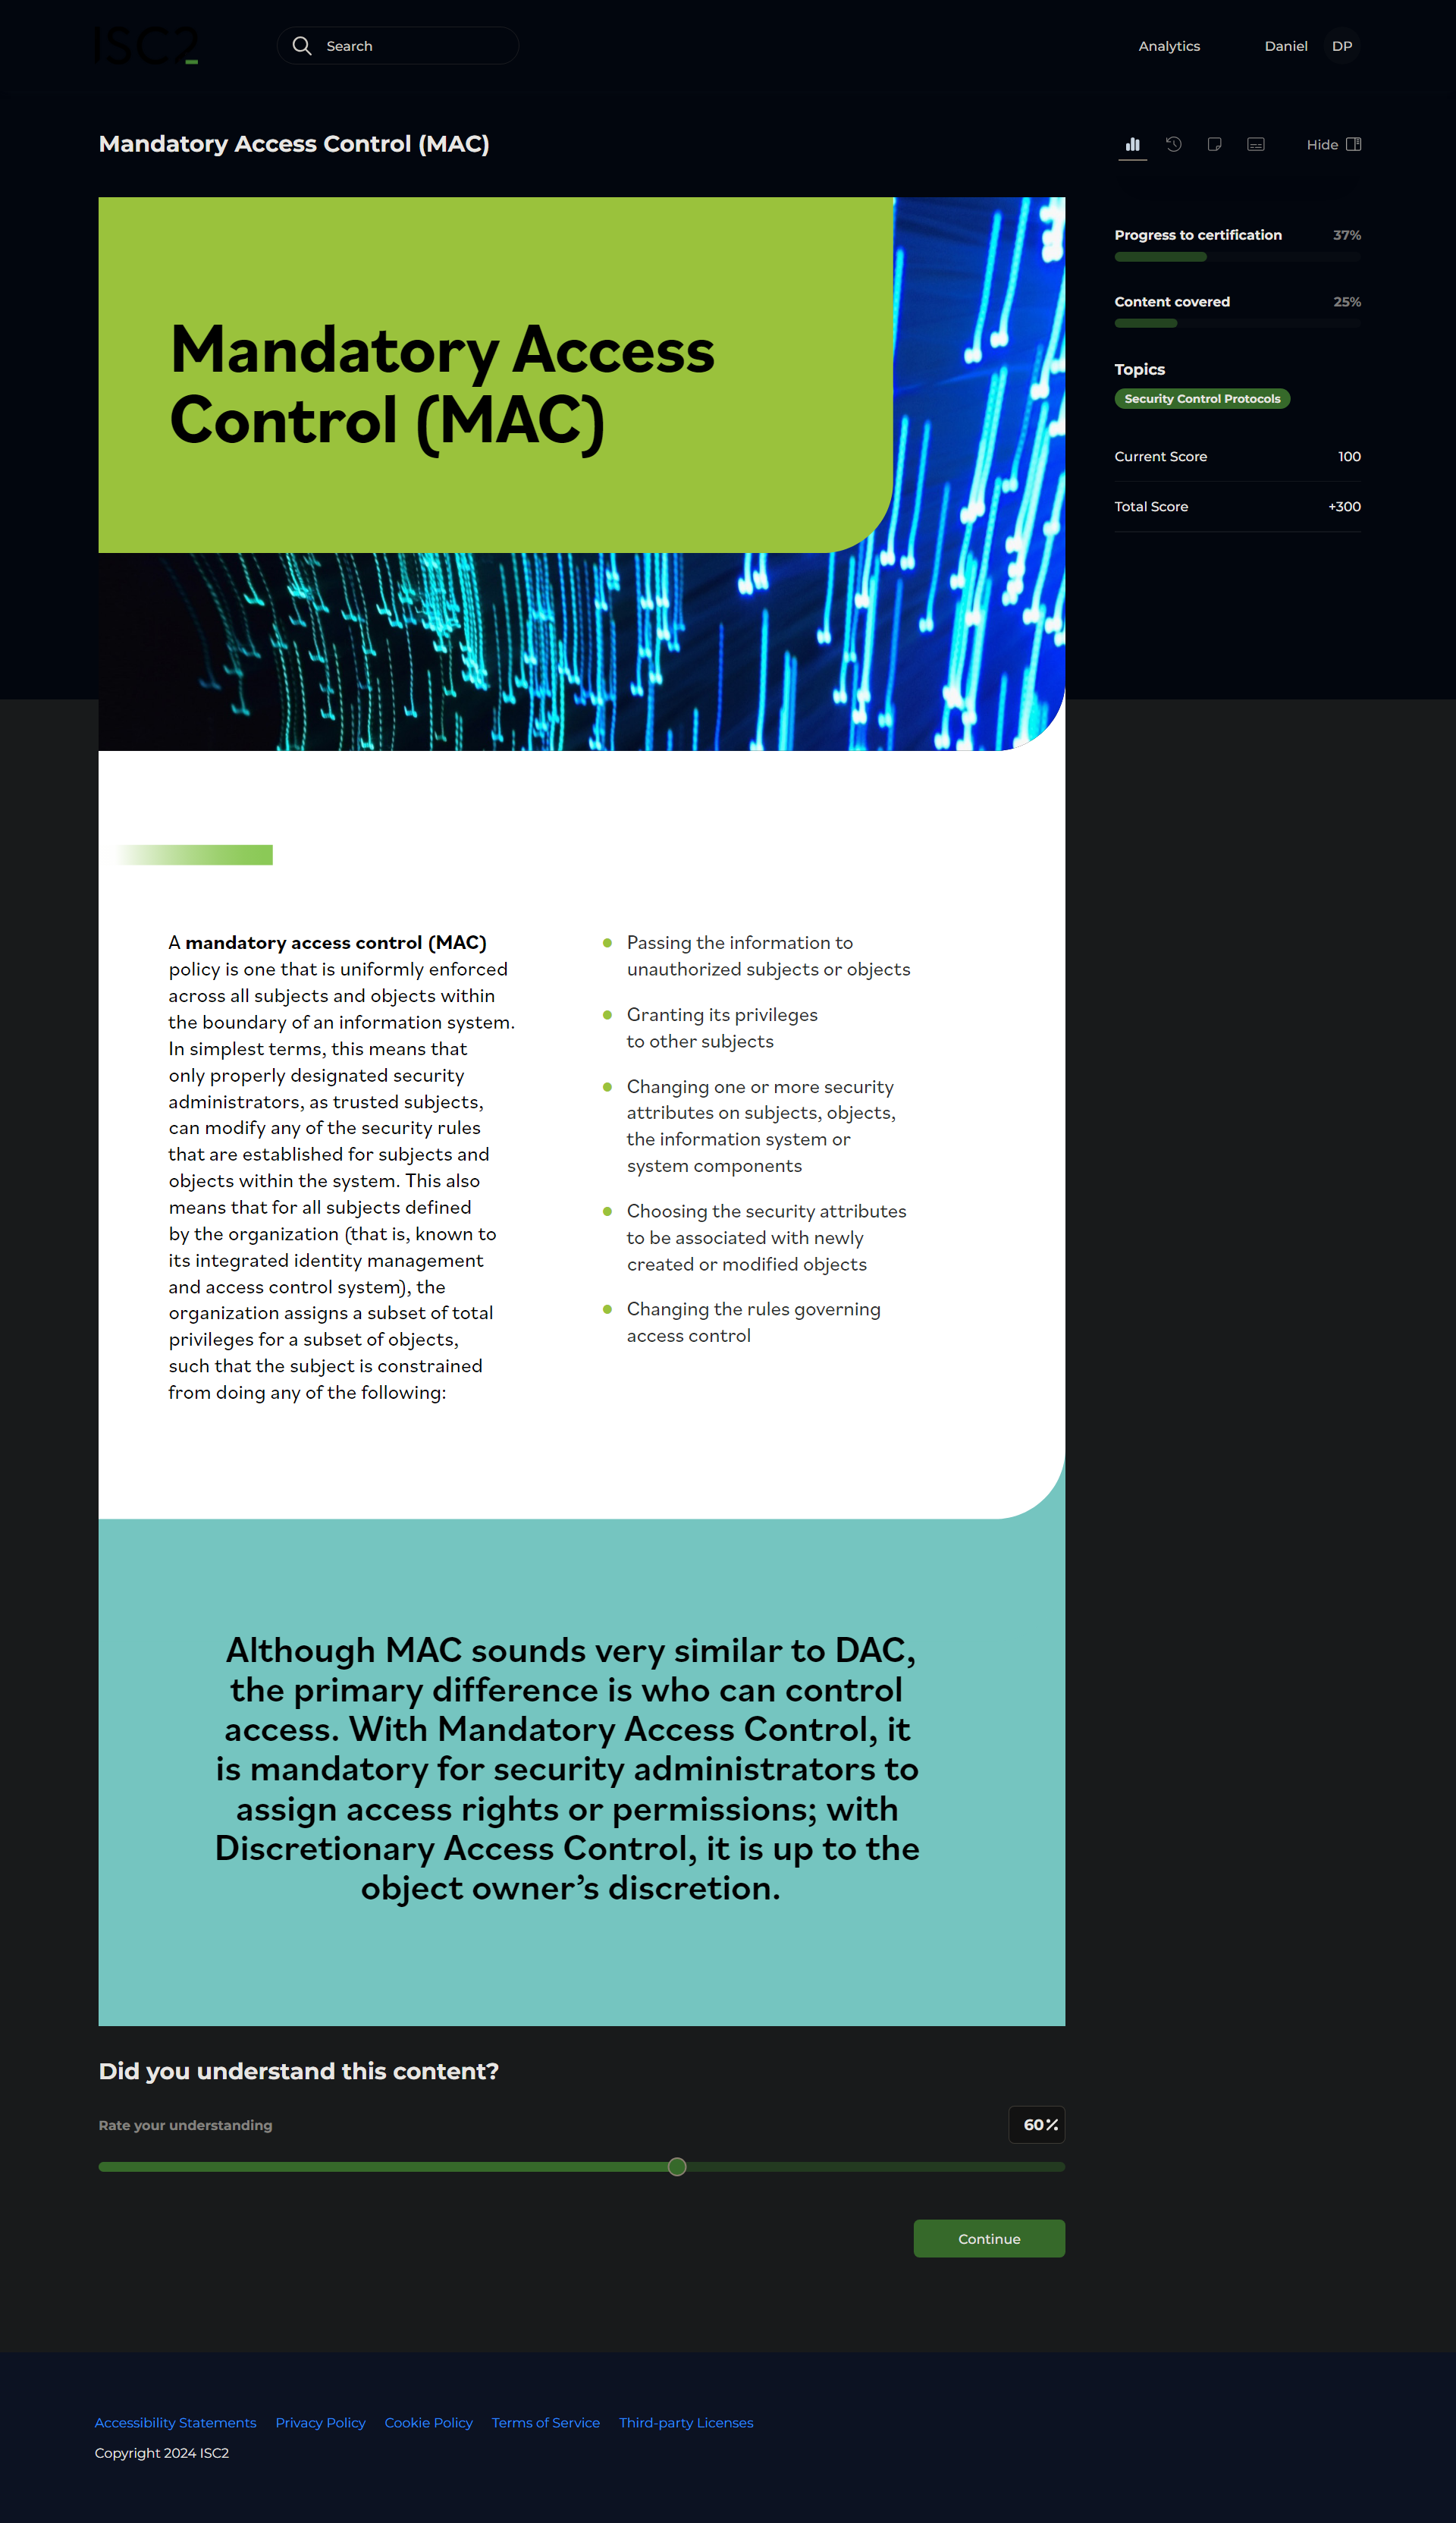 ISC2
Search
Analytics
Daniel
DP
Mandatory Access Control (MAC)
Hide
Progress to certification 37%
Content covered 25%
Topics
Security Control Protocols
Current Score 100
Total Score +300
Mandatory Access
Control (MAC)
A mandatory access control (MAC)
policy is one that is uniformly enforced
across all subjects and objects within
the boundary of an information system.
In simplest terms, this means that
only properly designated security
administrators, as trusted subjects,
can modify any of the security rules
that are established for subjects and
objects within the system. This also
means that for all subjects defined
by the organization (that is, known to
its integrated identity management
and access control system), the
organization assigns a subset of total
privileges for a subset of objects,
such that the subject is constrained
from doing any of the following:
Passing the information to
unauthorized subjects or objects
Granting its privileges
to other subjects
Changing one or more security
attributes on subjects, objects,
the information system or
system components
Choosing the security attributes
to be associated with newly
created or modified objects
Changing the rules governing
access control
Although MAC sounds very similar to DAC,
the primary difference is who can control
access. With Mandatory Access Control, it
is mandatory for security administrators to
assign access rights or permissions; with
Discretionary Access Control, it is up to the
object owner’s discretion.
Did you understand this content?
Rate your understanding
60%
Continue
Accessibility Statements Privacy Policy Cookie Policy Terms of Service Third-party Licenses
Copyright 2024 ISC2